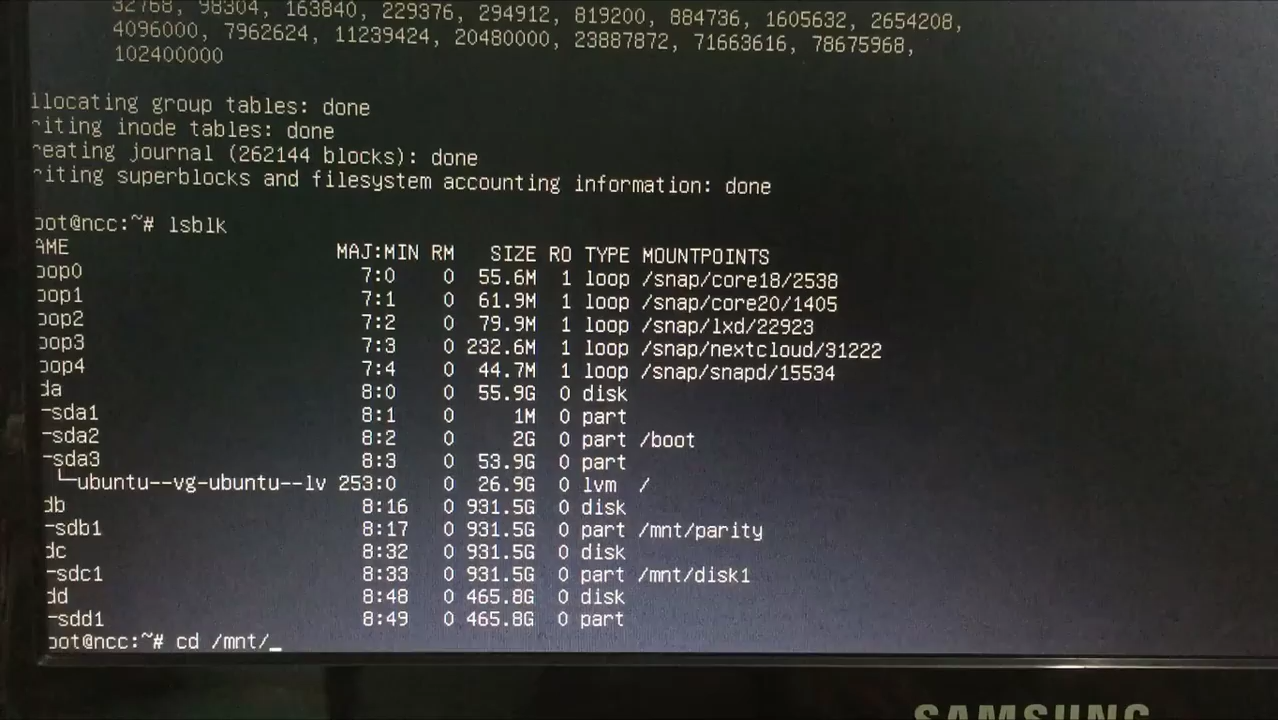 32768, 98304, 163840, 229376, 294912, 819200, 884736, 1605632, 2654208,
4096000, 7962624, 11239424, 20480000, 23887872, 71663616, 78675968,
102400000
llocating group tables: done
riting inode tables: done
reating journal (262144 blocks): done
riting superblocks and filesystem accounting information: done
oot@ncc:~# lsblk
AME MAJ:MIN RM SIZE RO TYPE MOUNTPOINTS
oop0 7:0 0 55.6M 1 loop /snap/core18/2538
oop1 7:1 0 61.9M 1 loop /snap/core20/1405
oop2 7:2 0 79.9M 1 loop /snap/lxd/22923
oop3 7:3 0 232.6M 1 loop /snap/nextcloud/31222
oop4 7:4 0 44.7M 1 loop /snap/snapd/15534
da 8:0 0 55.9G 0 disk
─sda1 8:1 0 1M 0 part
─sda2 8:2 0 2G 0 part /boot
─sda3 8:3 0 53.9G 0 part
└─ubuntu--vg-ubuntu--lv 253:0 0 26.9G 0 lvm /
db 8:16 0 931.5G 0 disk
─sdb1 8:17 0 931.5G 0 part /mnt/parity
dc 8:32 0 931.5G 0 disk
─sdc1 8:33 0 931.5G 0 part /mnt/disk1
dd 8:48 0 465.8G 0 disk
─sdd1 8:49 0 465.8G 0 part
oot@ncc:~# cd /mnt/_
SAMSUNG